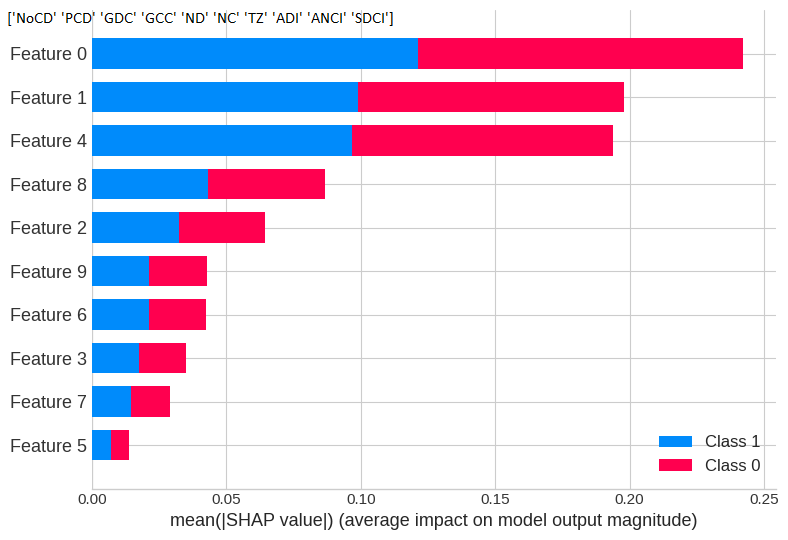 ['NoCD' 'PCD' 'GDC' 'GCC' 'ND' 'NC' 'TZ' 'ADI' 'ANCI' 'SDCI']
Feature 0
Feature 1
Feature 4
Feature 8
Feature 2
Feature 9
Feature 6
Feature 3
Feature 7
Feature 5
Class 1
Class 0
0.00 0.05 0.10 0.15 0.20 0.25
mean(|SHAP value|) (average impact on model output magnitude)